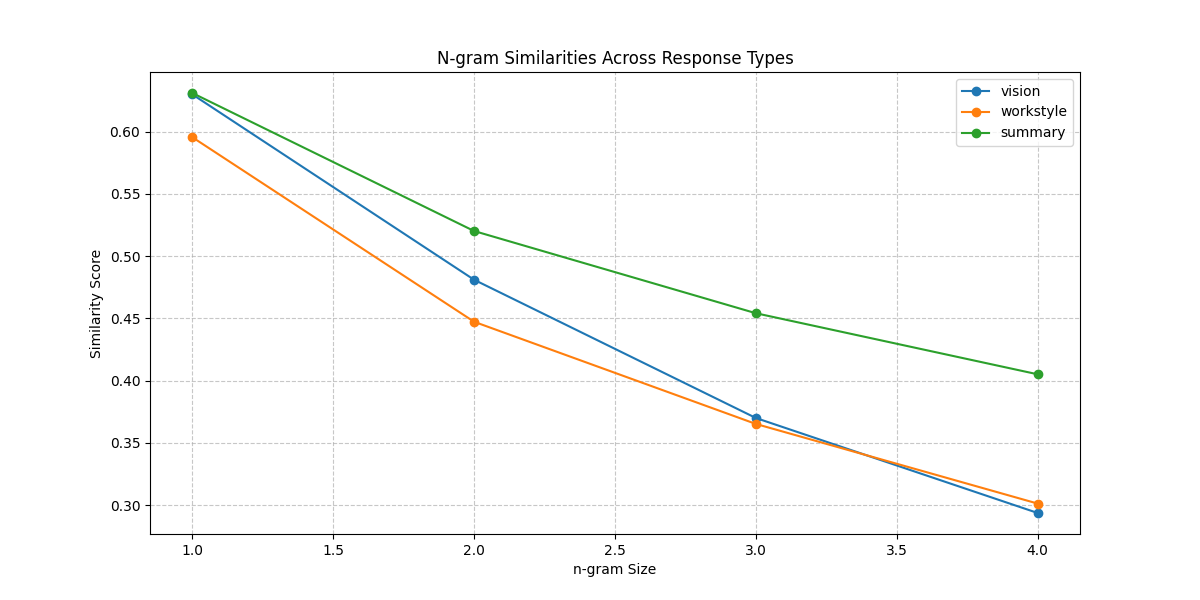 N-gram Similarities Across Response Types
vision
workstyle
summary
0.60
0.55
0.50
0.45
0.40
0.35
0.30
Similarity Score
1.0 1.5 2.0 2.5 3.0 3.5 4.0
n-gram Size